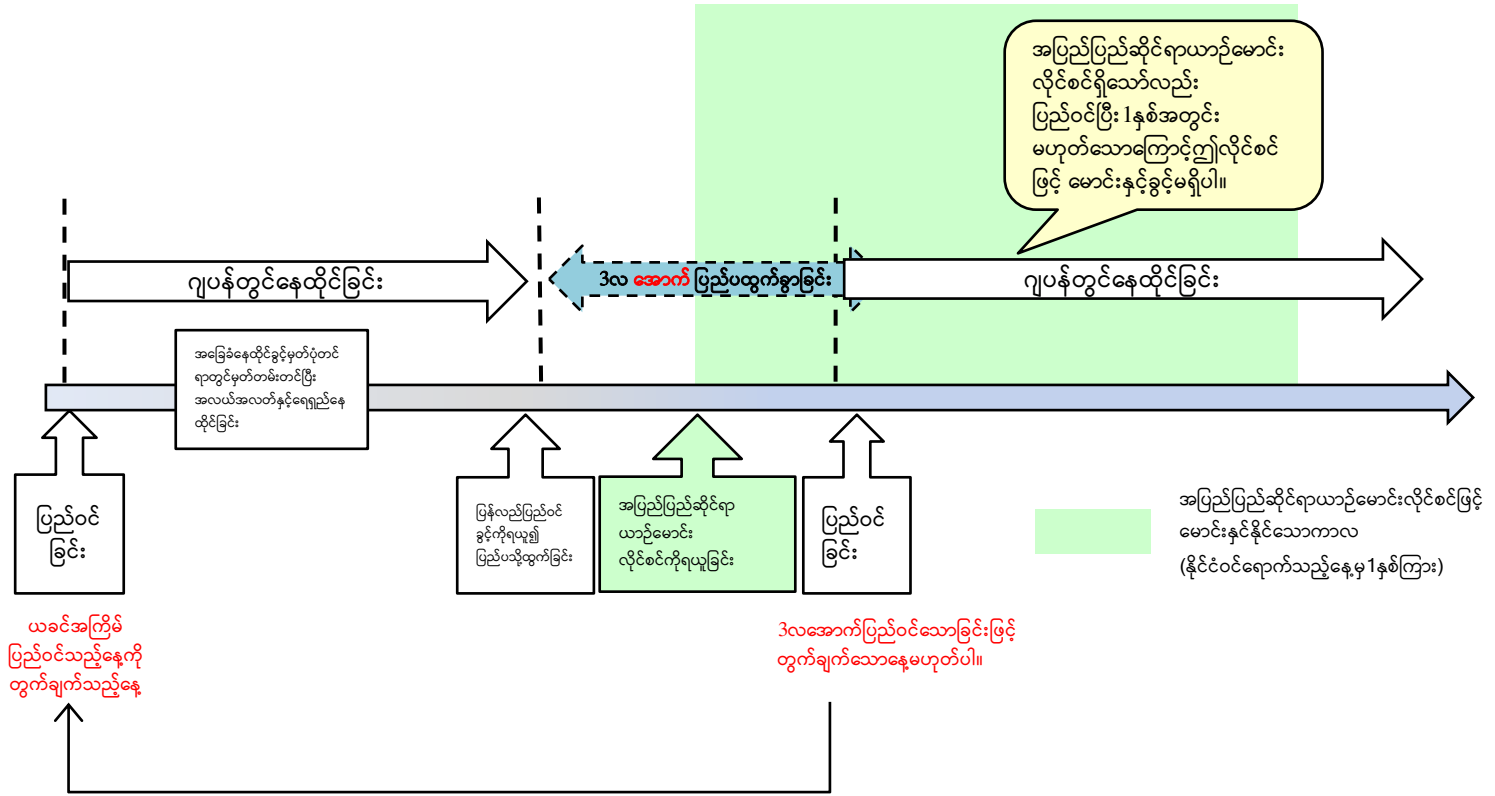 အပြည်ပြည်ဆိုင်ရာယာဉ်မောင်း
လိုင်စင်ရှိသော်လည်း
ပြည်ဝင်ပြီး 1နှစ်အတွင်း
မဟုတ်သောကြောင့်ဤလိုင်စင်
ဖြင့် မောင်းနှင့်ခွင့်မရှိပါ။
ဂျပန်တွင်နေထိုင်ခြင်း
3လ အောက် ပြည်ပထွက်ခွာခြင်း
ဂျပန်တွင်နေထိုင်ခြင်း
အခြေခံနေထိုင်ခွင့်မှတ်ပုံတင်
ရာတွင်မှတ်တမ်းတင်ပြီး
အလယ်အလတ်နှင့်ရေရှည်နေ
ထိုင်ခြင်း
ပြည်ဝင်
ခြင်း
ပြန်လည်ပြည်ဝင်
ခွင့်ကိုရယူ၍
ပြည်ပသို့ထွက်ခြင်း
အပြည်ပြည်ဆိုင်ရာ
ယာဉ်မောင်း
လိုင်စင်ကိုရယူခြင်း
ပြည်ဝင်
ခြင်း
အပြည်ပြည်ဆိုင်ရာယာဉ်မောင်းလိုင်စင်ဖြင့်
မောင်းနှင်နိုင်သောကာလ
(နိုင်ငံဝင်ရောက်သည့်နေ့မှ1နှစ်ကြား)
ယခင်အကြိမ်
ပြည်ဝင်သည့်နေ့ကို
တွက်ချက်သည့်နေ့
3လအောက်ပြည်ဝင်သောခြင်းဖြင့်
တွက်ချက်သောနေ့မဟုတ်ပါ။